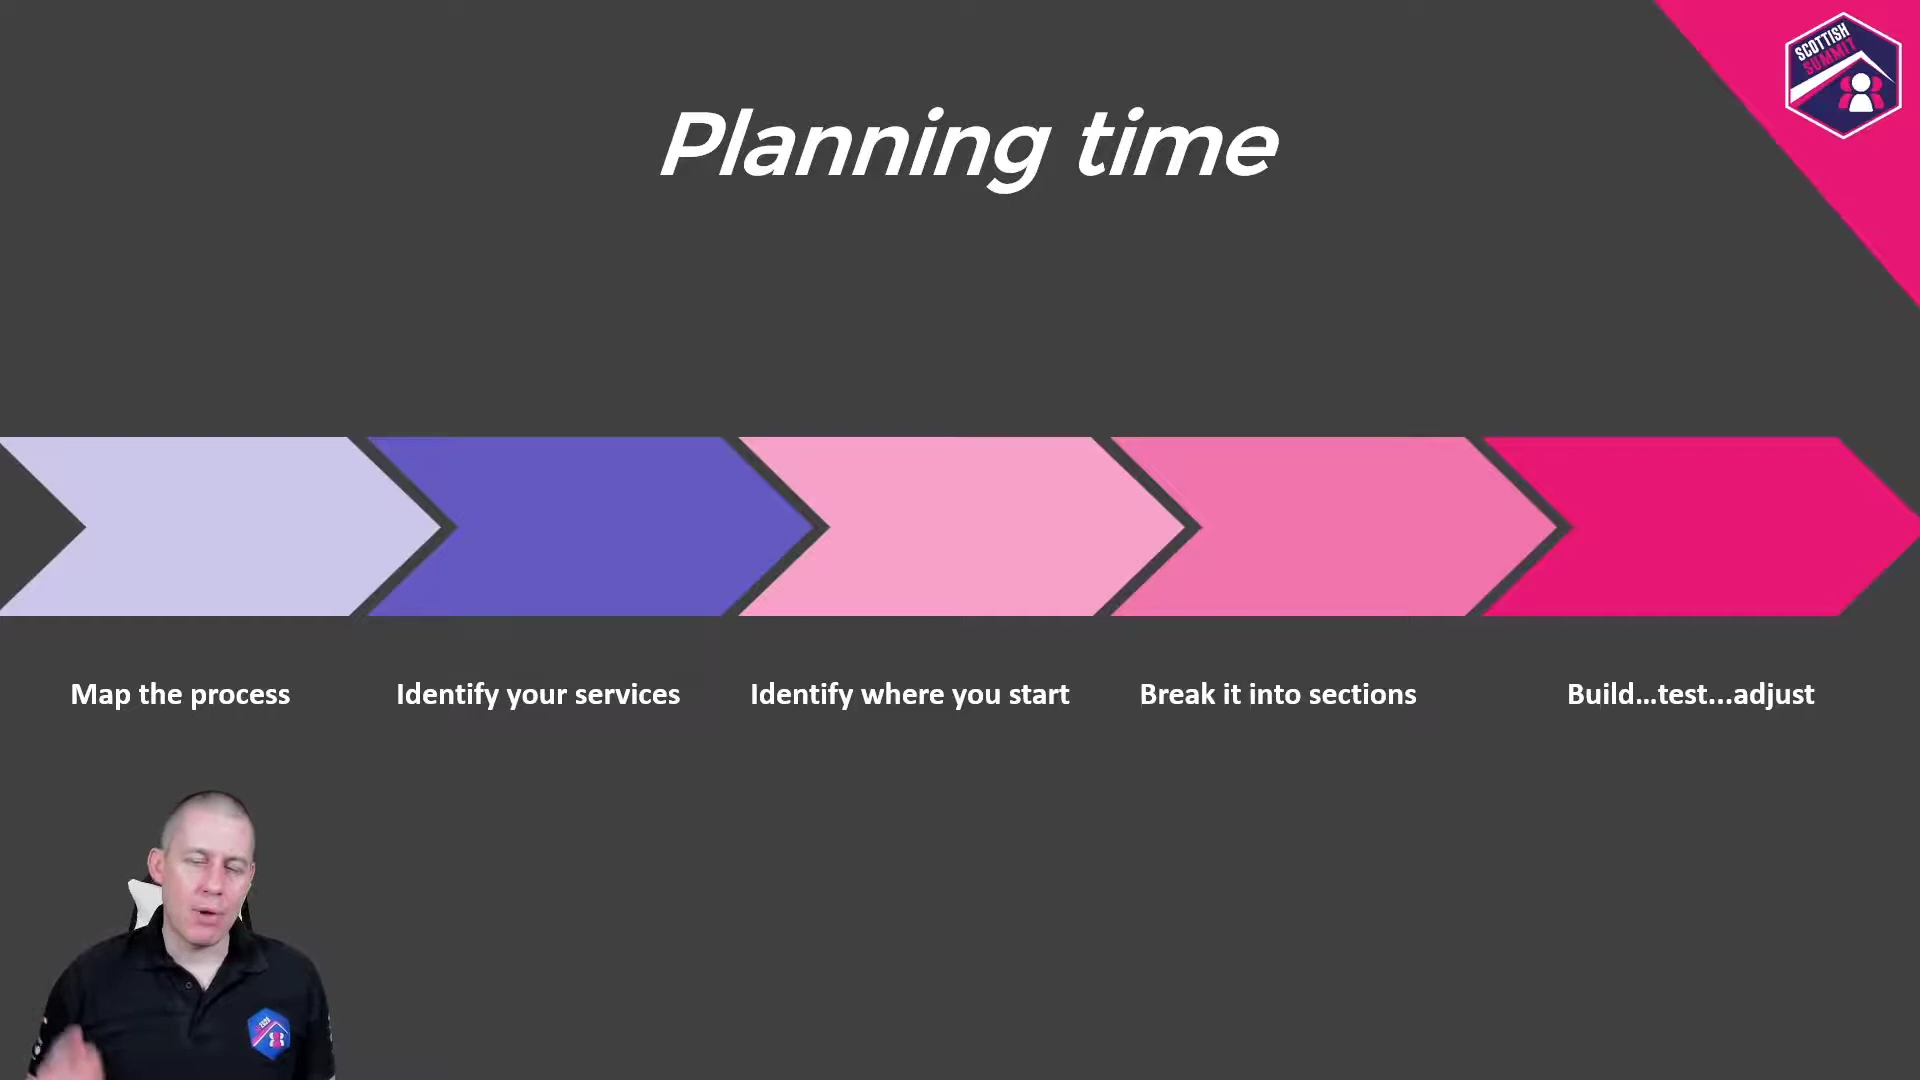 SCOTTISH
SUMMIT
Planning time
Map the process
Identify your services
Identify where you start
Break it into sections
Build...test...adjust